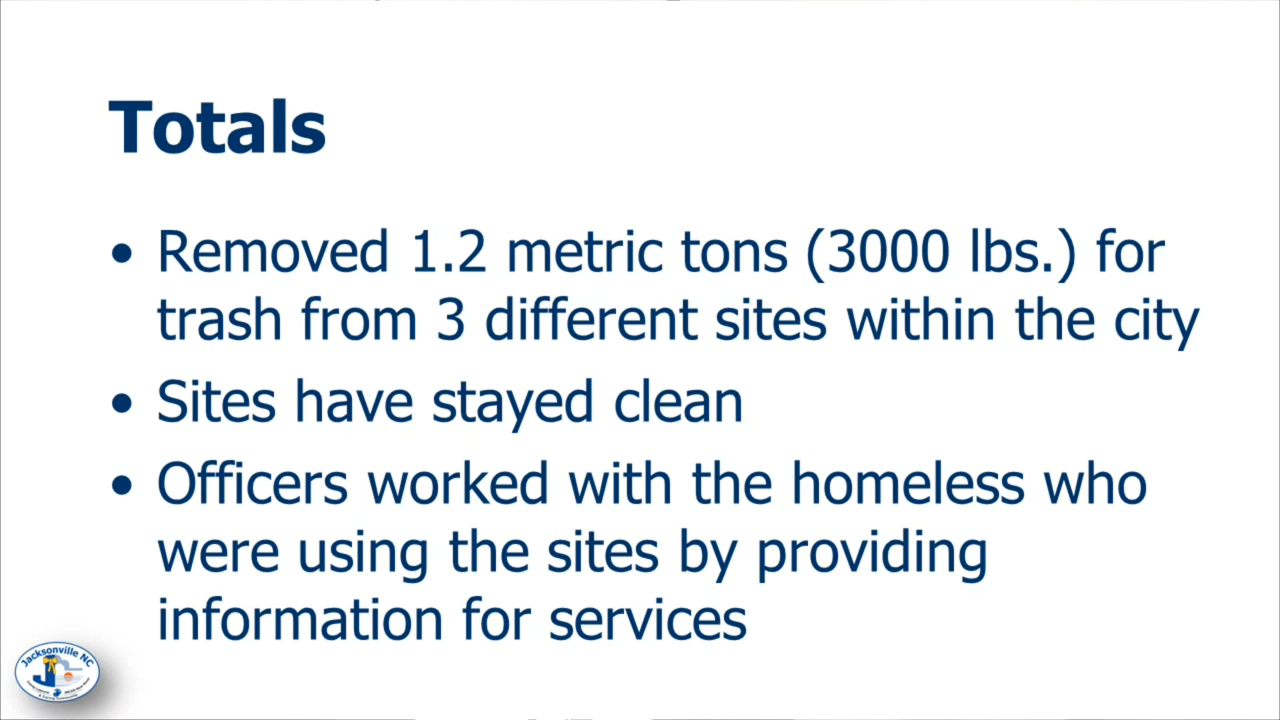 Totals
• Removed 1.2 metric tons (3000 lbs.) for
trash from 3 different sites within the city
• Sites have stayed clean
• Officers worked with the homeless who
were using the sites by providing
information for services
Jacksonville NC